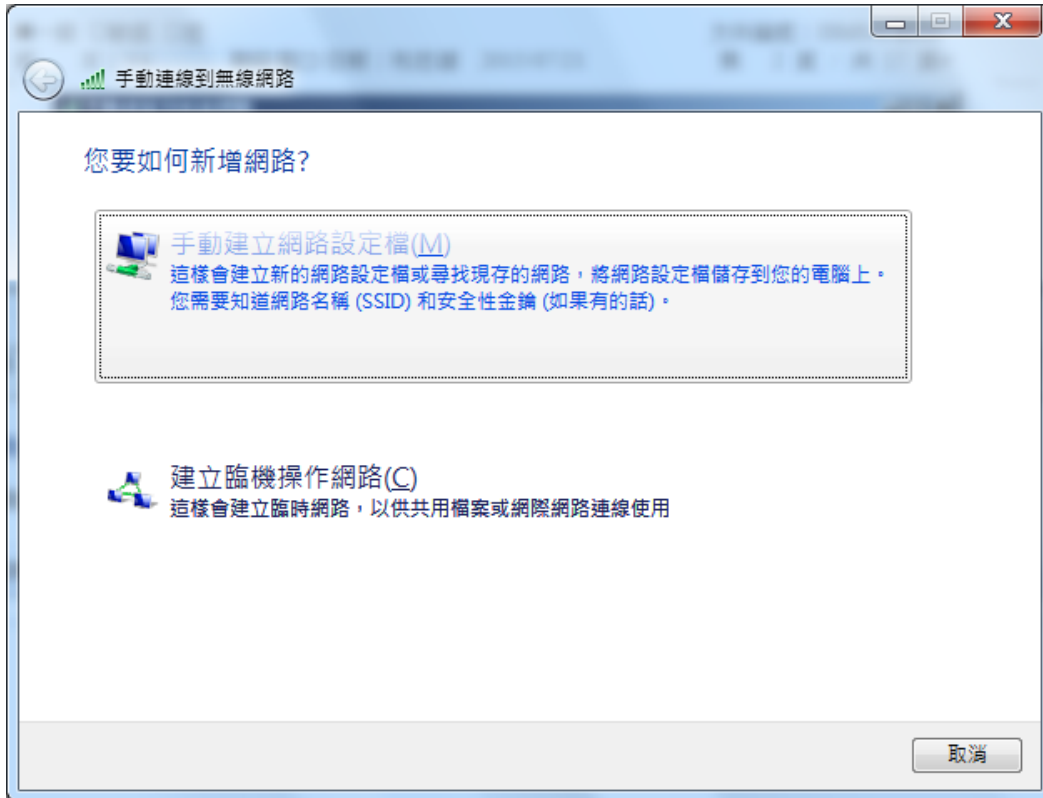 手動連線到無線網路
您要如何新增網路?
手動建立網路設定檔(M)
這樣會建立新的網路設定檔或尋找現存的網路，將網路設定檔儲存到您的電腦上。
您需要知道網路名稱 (SSID) 和安全性金鑰 (如果有的話)。
建立臨機操作網路(C)
這樣會建立臨時網路，以供共用檔案或網際網路連線使用
取消